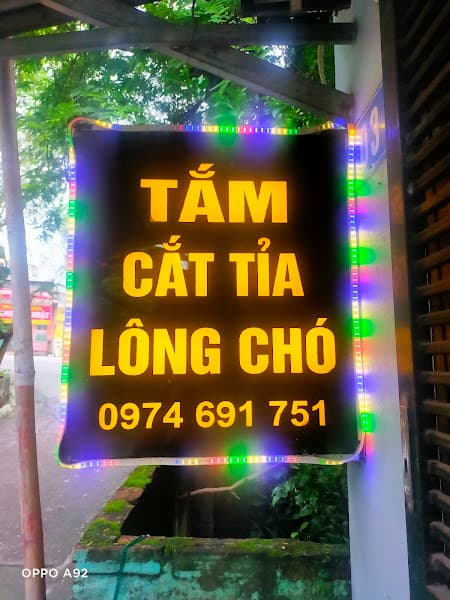 TẮM
CẮT TỈA
LÔNG CHÓ
0974 691 751
OPPO A92